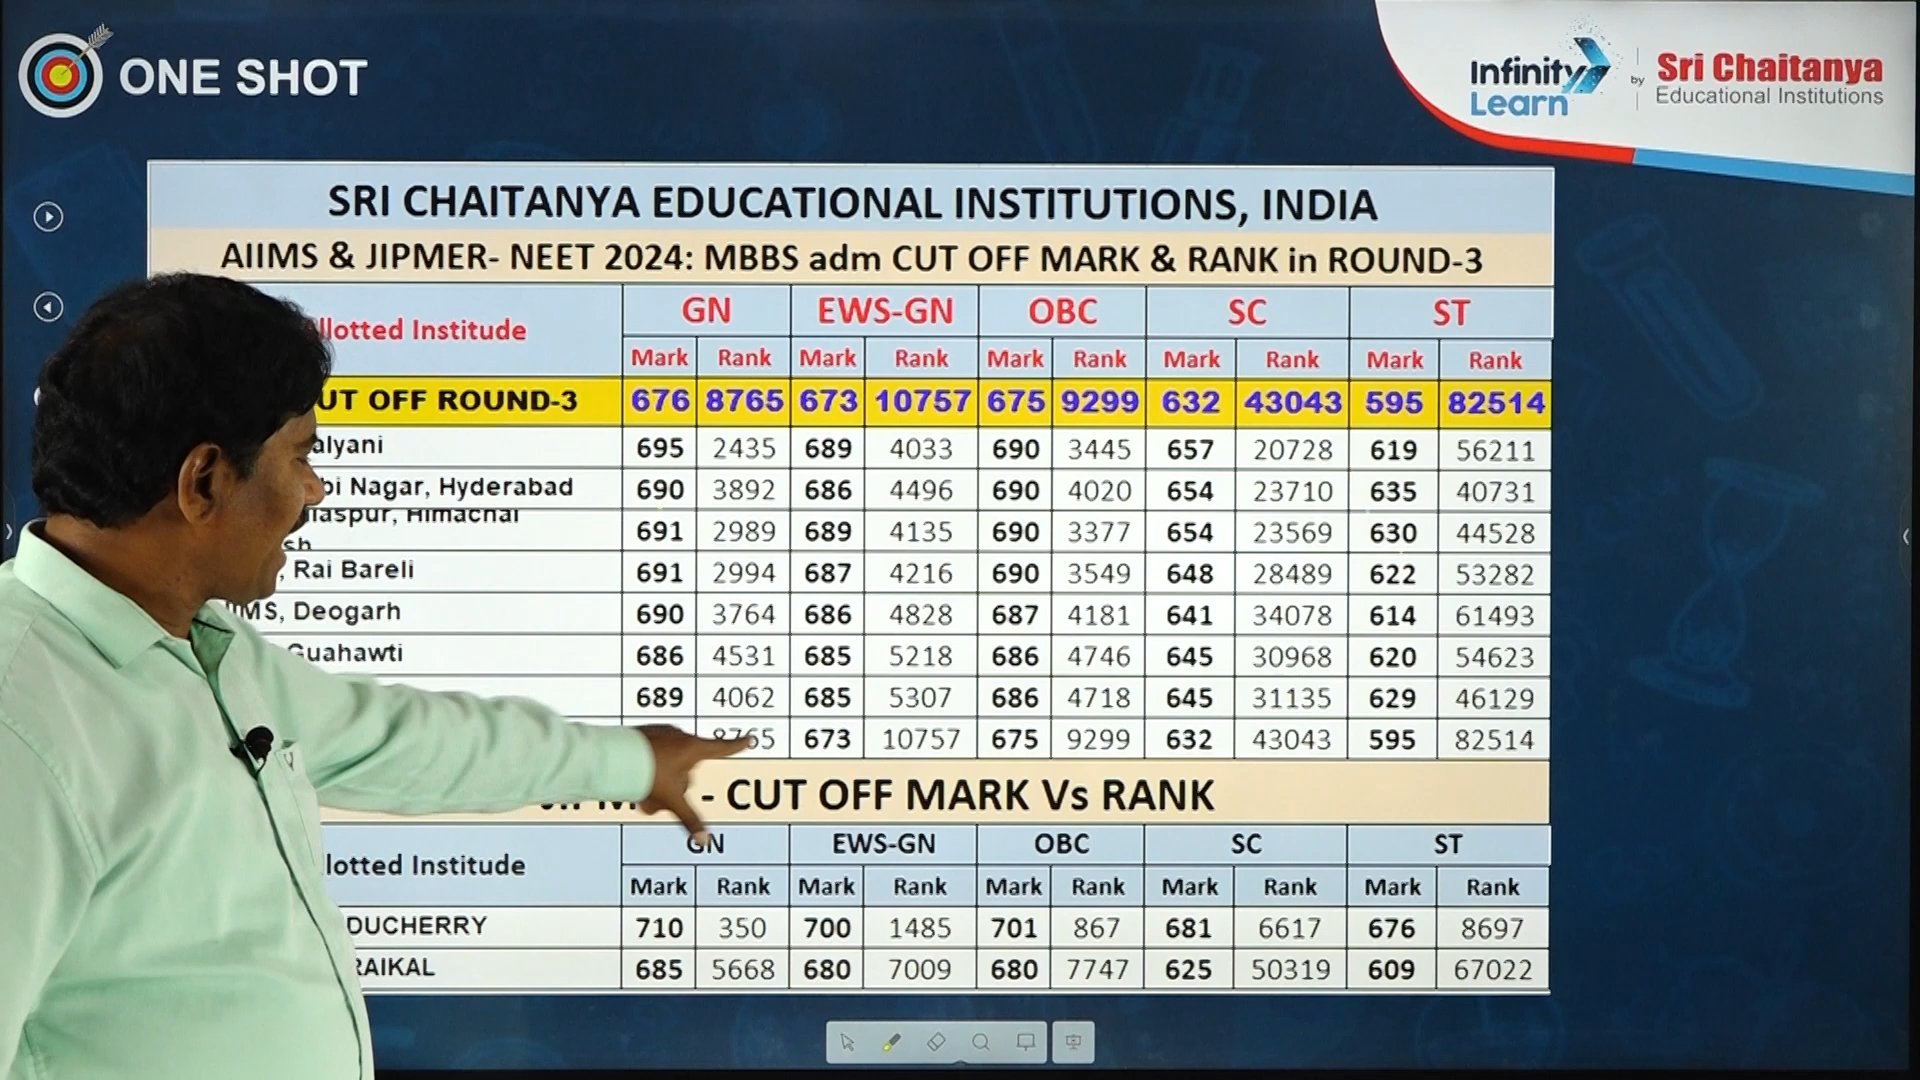 ONE SHOT
Infinity Learn by Sri Chaitanya Educational Institutions
SRI CHAITANYA EDUCATIONAL INSTITUTIONS, INDIA
AIIMS & JIPMER- NEET 2024: MBBS adm CUT OFF MARK & RANK in ROUND-3
llotted Institude GN EWS-GN OBC SC ST
Mark Rank Mark Rank Mark Rank Mark Rank Mark Rank
UT OFF ROUND-3 676 8765 673 10757 675 9299 632 43043 595 82514
alyani 695 2435 689 4033 690 3445 657 20728 619 56211
bi Nagar, Hyderabad 690 3892 686 4496 690 4020 654 23710 635 40731
ilaspur, Himachal
sh 691 2989 689 4135 690 3377 654 23569 630 44528
, Rai Bareli 691 2994 687 4216 690 3549 648 28489 622 53282
IIMS, Deogarh 690 3764 686 4828 687 4181 641 34078 614 61493
Guahawti 686 4531 685 5218 686 4746 645 30968 620 54623
689 4062 685 5307 686 4718 645 31135 629 46129
8765 673 10757 675 9299 632 43043 595 82514
- CUT OFF MARK Vs RANK
llotted Institude GN EWS-GN OBC SC ST
Mark Rank Mark Rank Mark Rank Mark Rank Mark Rank
DUCHERRY 710 350 700 1485 701 867 681 6617 676 8697
RAIKAL 685 5668 680 7009 680 7747 625 50319 609 67022